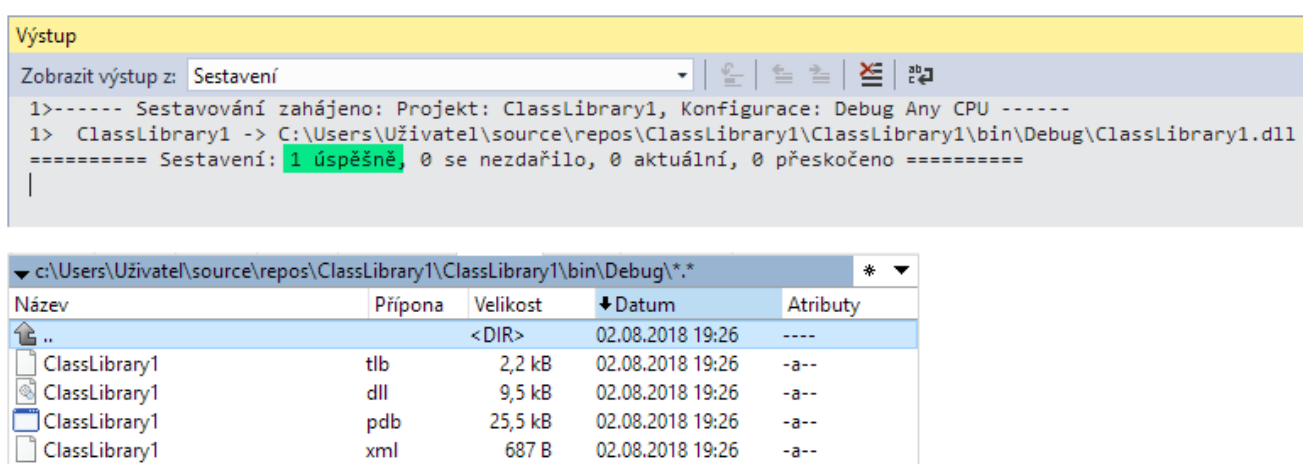 Výstup
Zobrazit výstup z: Sestavení
1>------ Sestavování zahájeno: Projekt: ClassLibrary1, Konfigurace: Debug Any CPU ------
1>  ClassLibrary1 -> C:\Users\Uživatel\source\repos\ClassLibrary1\ClassLibrary1\bin\Debug\ClassLibrary1.dll
========== Sestavení: 1 úspěšně, 0 se nezdařilo, 0 aktuální, 0 přeskočeno ==========
c:\Users\Uživatel\source\repos\ClassLibrary1\ClassLibrary1\bin\Debug\*.* * 
Název Přípona Velikost Datum Atributy
.. <DIR> 02.08.2018 19:26 ----
ClassLibrary1 tlb 2,2 kB 02.08.2018 19:26 -a--
ClassLibrary1 dll 9,5 kB 02.08.2018 19:26 -a--
ClassLibrary1 pdb 25,5 kB 02.08.2018 19:26 -a--
ClassLibrary1 xml 687 B 02.08.2018 19:26 -a--